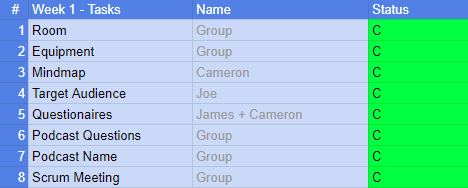 # Week 1 - Tasks Name Status
1 Room Group C
2 Equipment Group C
3 Mindmap Cameron C
4 Target Audience Joe C
5 Questionaires James + Cameron C
6 Podcast Questions Group C
7 Podcast Name Group C
8 Scrum Meeting Group C